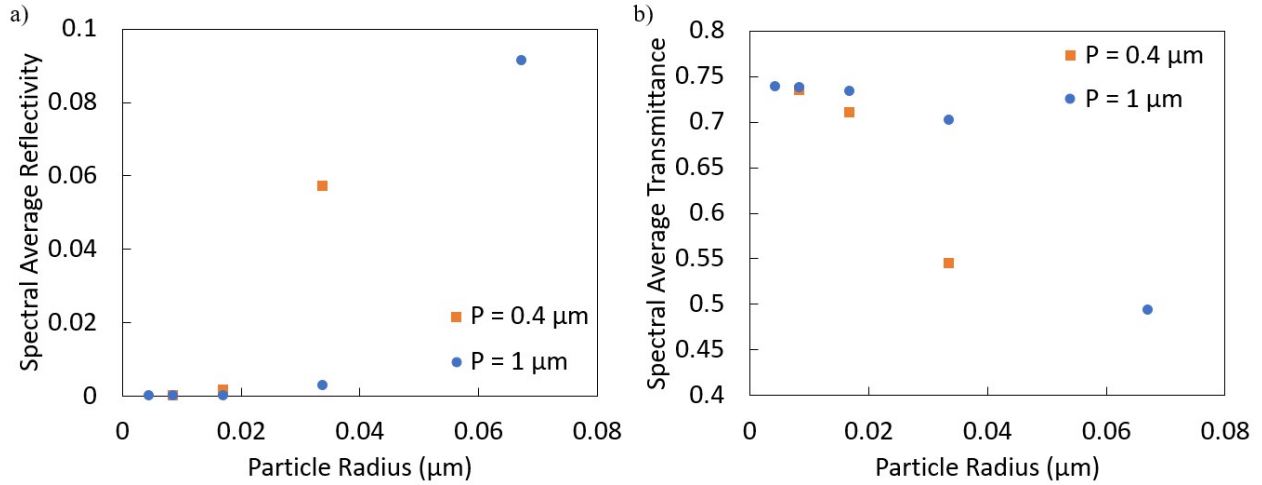 a)
Spectral Average Reflectivity
0.1
0.08
0.06
0.04
0.02
0
P = 0.4 µm
P = 1 µm
0 0.02 0.04 0.06 0.08
Particle Radius (µm)
b)
Spectral Average Transmittance
0.8
0.75
0.7
0.65
0.6
0.55
0.5
0.45
0.4
P = 0.4 µm
P = 1 µm
0 0.02 0.04 0.06 0.08
Particle Radius (µm)